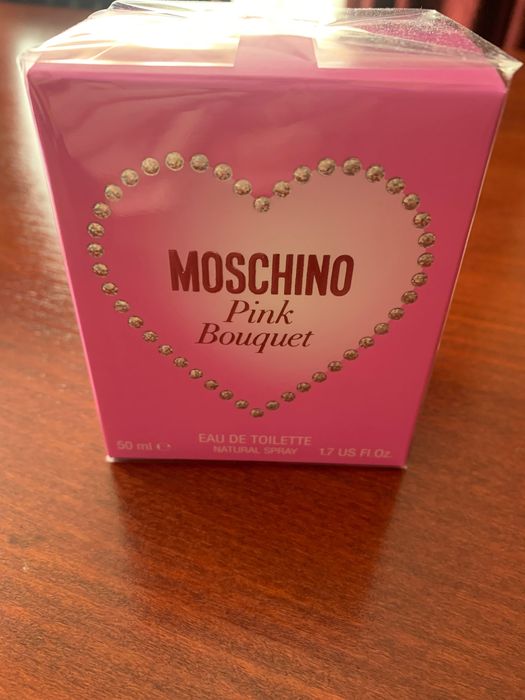 MOSCHINO
Pink
Bouquet
50 ml ℮ EAU DE TOILETTE
NATURAL SPRAY 1.7 US Fl.Oz.